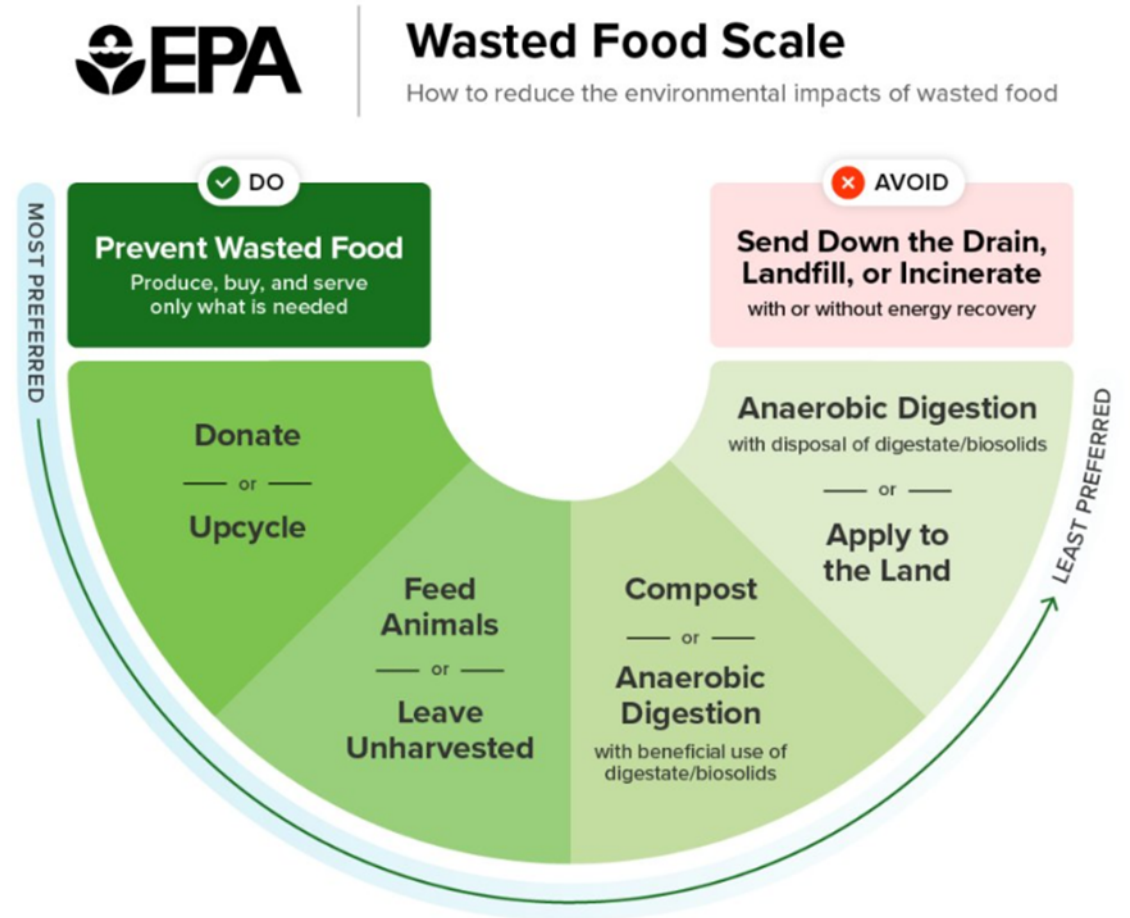 EPA
Wasted Food Scale
How to reduce the environmental impacts of wasted food
DO
Prevent Wasted Food
Produce, buy, and serve
only what is needed
MOST PREFERRED
Donate
or
Upcycle
Feed
Animals
or
Leave
Unharvested
Compost
or
Anaerobic
Digestion
with beneficial use of
digestate/biosolids
Anaerobic Digestion
with disposal of digestate/biosolids
or
Apply to
the Land
LEAST PREFERRED
AVOID
Send Down the Drain,
Landfill, or Incinerate
with or without energy recovery